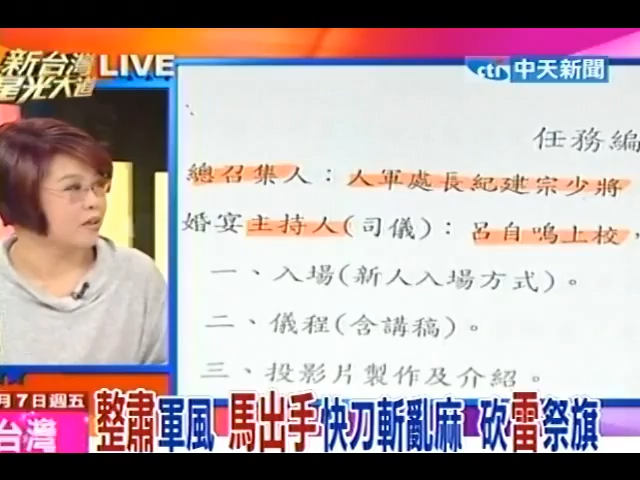 新台灣
星光大道
LIVE
cti 中天新聞
任務編
總召集人：人軍處長紀建宗少將
婚宴主持人(司儀)：呂自鳴上校，
一、入場(新人入場方式)。
二、儀程(含講稿)。
三、投影片製作及介紹。
月7日週五
台灣
整肅軍風 馬出手快刀斬亂麻 砍雷祭旗